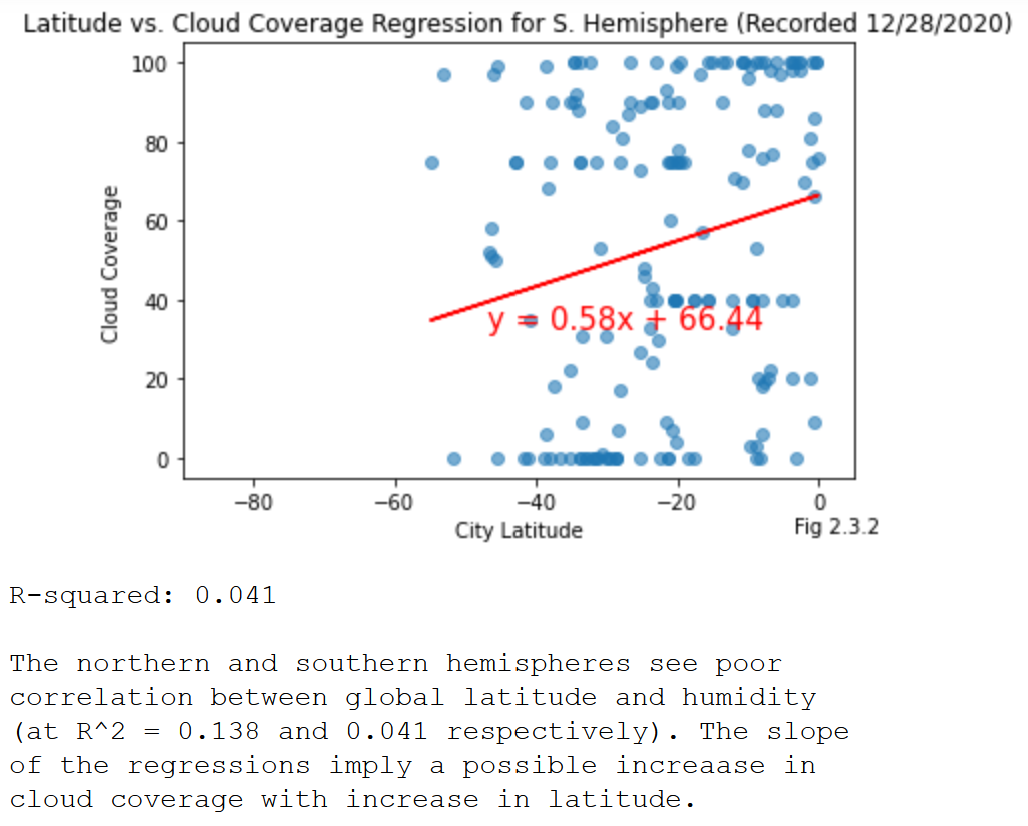 Latitude vs. Cloud Coverage Regression for S. Hemisphere (Recorded 12/28/2020)
100
80
60
40
20
0
Cloud Coverage
y = 0.58x + 66.44
−80 −60 −40 −20 0
City Latitude
Fig 2.3.2
R-squared: 0.041
The northern and southern hemispheres see poor
correlation between global latitude and humidity
(at R^2 = 0.138 and 0.041 respectively). The slope
of the regressions imply a possible increaase in
cloud coverage with increase in latitude.